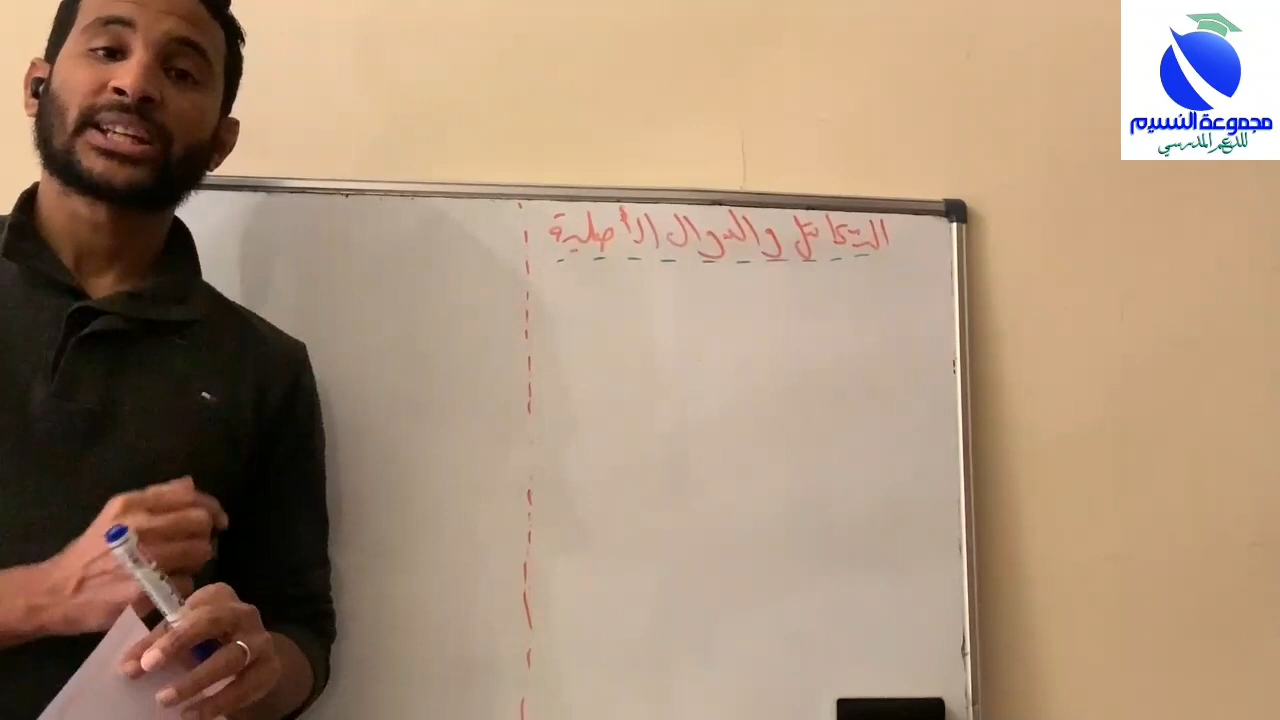 التكامل والدوال الأصلية
مجموعة النسيم
للدعم المدرسي